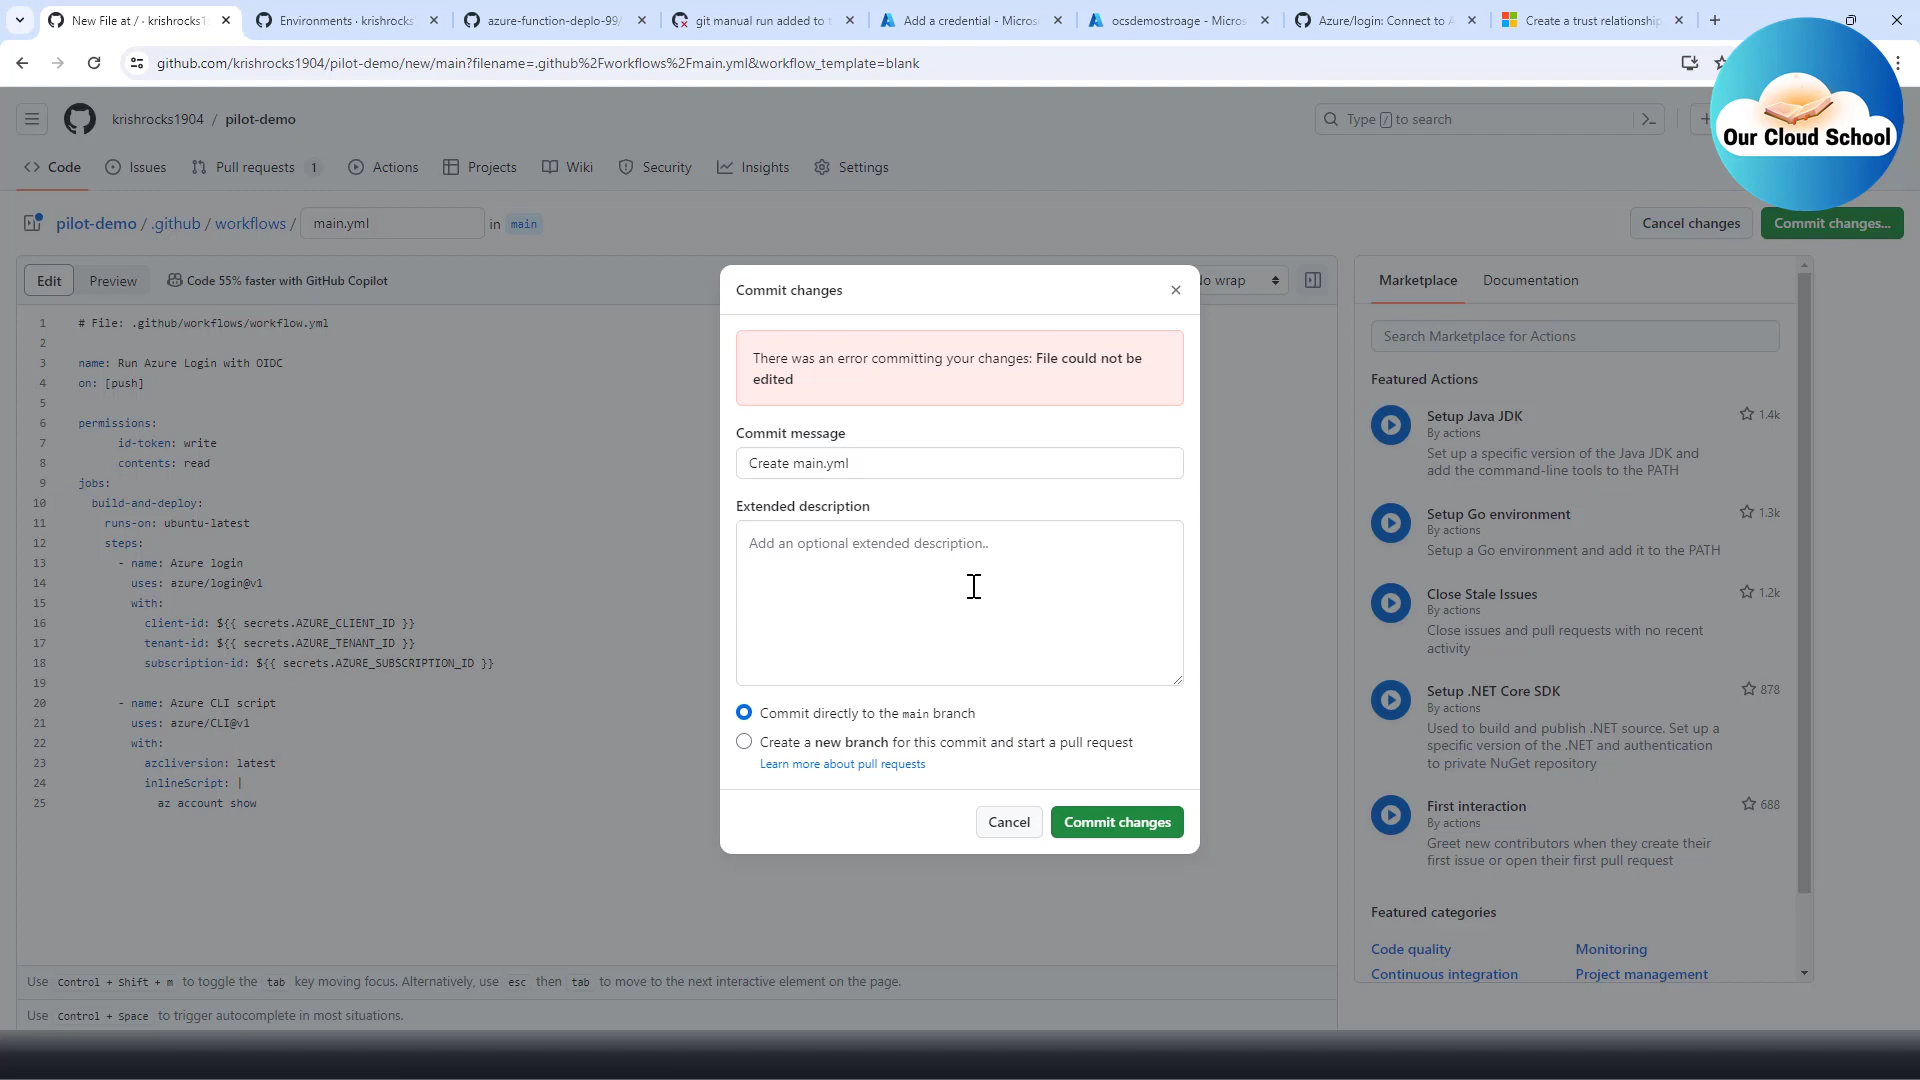 New File at / · krishrocks1
Environments · krishrocks
azure-function-deplo-99/
git manual run added to t
Add a credential - Micros
ocsdemostroage - Micros
Azure/login: Connect to A
Create a trust relationship
github.com/krishrocks1904/pilot-demo/new/main?filename=.github%2Fworkflows%2Fmain.yml&workflow_template=blank
Our Cloud School
krishrocks1904 / pilot-demo
Type / to search
Code
Issues
Pull requests 1
Actions
Projects
Wiki
Security
Insights
Settings
pilot-demo / .github / workflows / main.yml in main
Cancel changes
Commit changes...
Edit
Preview
Code 55% faster with GitHub Copilot
wrap
1 # File: .github/workflows/workflow.yml
2
3 name: Run Azure Login with OIDC
4 on: [push]
5
6 permissions:
7 id-token: write
8 contents: read
9 jobs:
10 build-and-deploy:
11 runs-on: ubuntu-latest
12 steps:
13 - name: Azure login
14 uses: azure/login@v1
15 with:
16 client-id: ${{ secrets.AZURE_CLIENT_ID }}
17 tenant-id: ${{ secrets.AZURE_TENANT_ID }}
18 subscription-id: ${{ secrets.AZURE_SUBSCRIPTION_ID }}
19
20 - name: Azure CLI script
21 uses: azure/CLI@v1
22 with:
23 azcliversion: latest
24 inlineScript: |
25 az account show
Use Control + Shift + m to toggle the tab key moving focus. Alternatively, use esc then tab to move to the next interactive element on the page.
Use Control + Space to trigger autocomplete in most situations.
Commit changes
There was an error committing your changes: File could not be
edited
Commit message
Create main.yml
Extended description
Add an optional extended description..
Commit directly to the main branch
Create a new branch for this commit and start a pull request
Learn more about pull requests
Cancel
Commit changes
Marketplace
Documentation
Search Marketplace for Actions
Featured Actions
Setup Java JDK
1.4k
By actions
Set up a specific version of the Java JDK and
add the command-line tools to the PATH
Setup Go environment
1.3k
By actions
Setup a Go environment and add it to the PATH
Close Stale Issues
1.2k
By actions
Close issues and pull requests with no recent
activity
Setup .NET Core SDK
878
By actions
Used to build and publish .NET source. Set up a
specific version of the .NET and authentication
to private NuGet repository
First interaction
688
By actions
Greet new contributors when they create their
first issue or open their first pull request
Featured categories
Code quality
Monitoring
Continuous integration
Project management